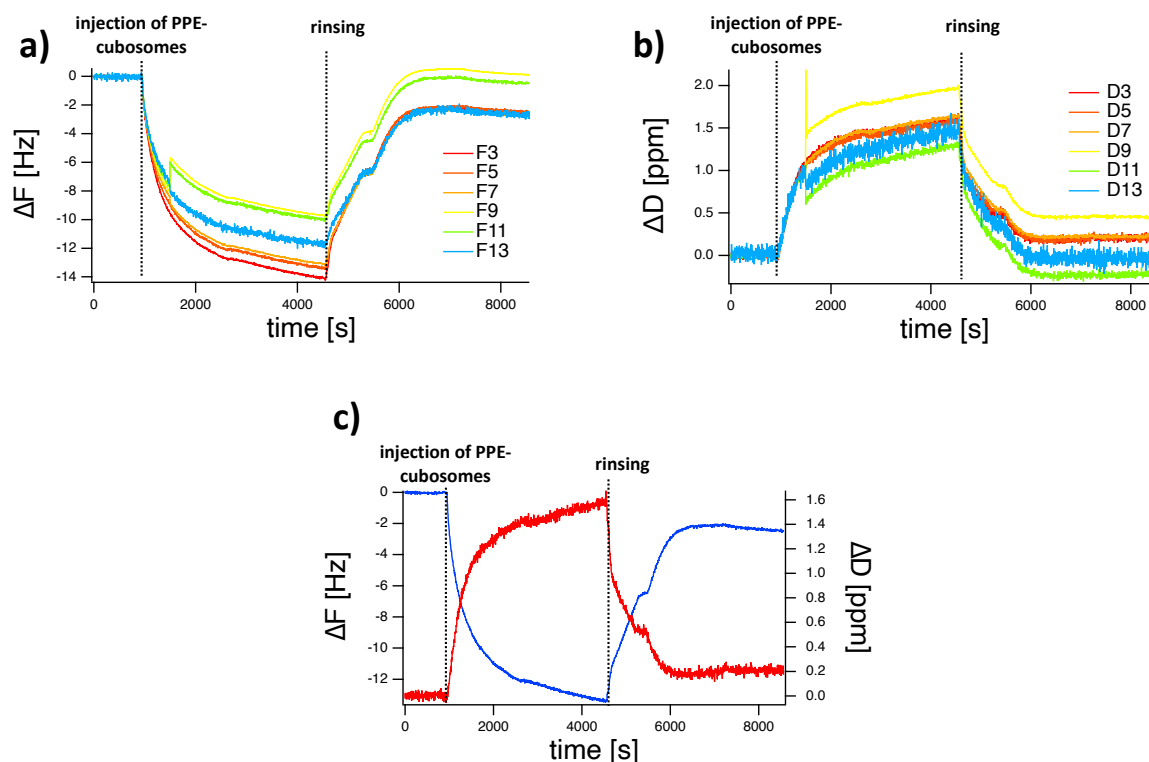 a)
injection of PPE-
cubosomes
rinsing
ΔF [Hz]
0
-2
-4
-6
-8
-10
-12
-14
F3
F5
F7
F9
F11
F13
0
2000
4000
6000
8000
time [s]
b)
injection of PPE-
cubosomes
rinsing
ΔD [ppm]
2.0
1.5
1.0
0.5
0.0
D3
D5
D7
D9
D11
D13
0
2000
4000
6000
8000
time [s]
c)
injection of PPE-
cubosomes
rinsing
ΔF [Hz]
0
-2
-4
-6
-8
-10
-12
1.6
1.4
1.2
1.0
0.8
0.6
0.4
0.2
0.0
ΔD [ppm]
0
2000
4000
6000
8000
time [s]